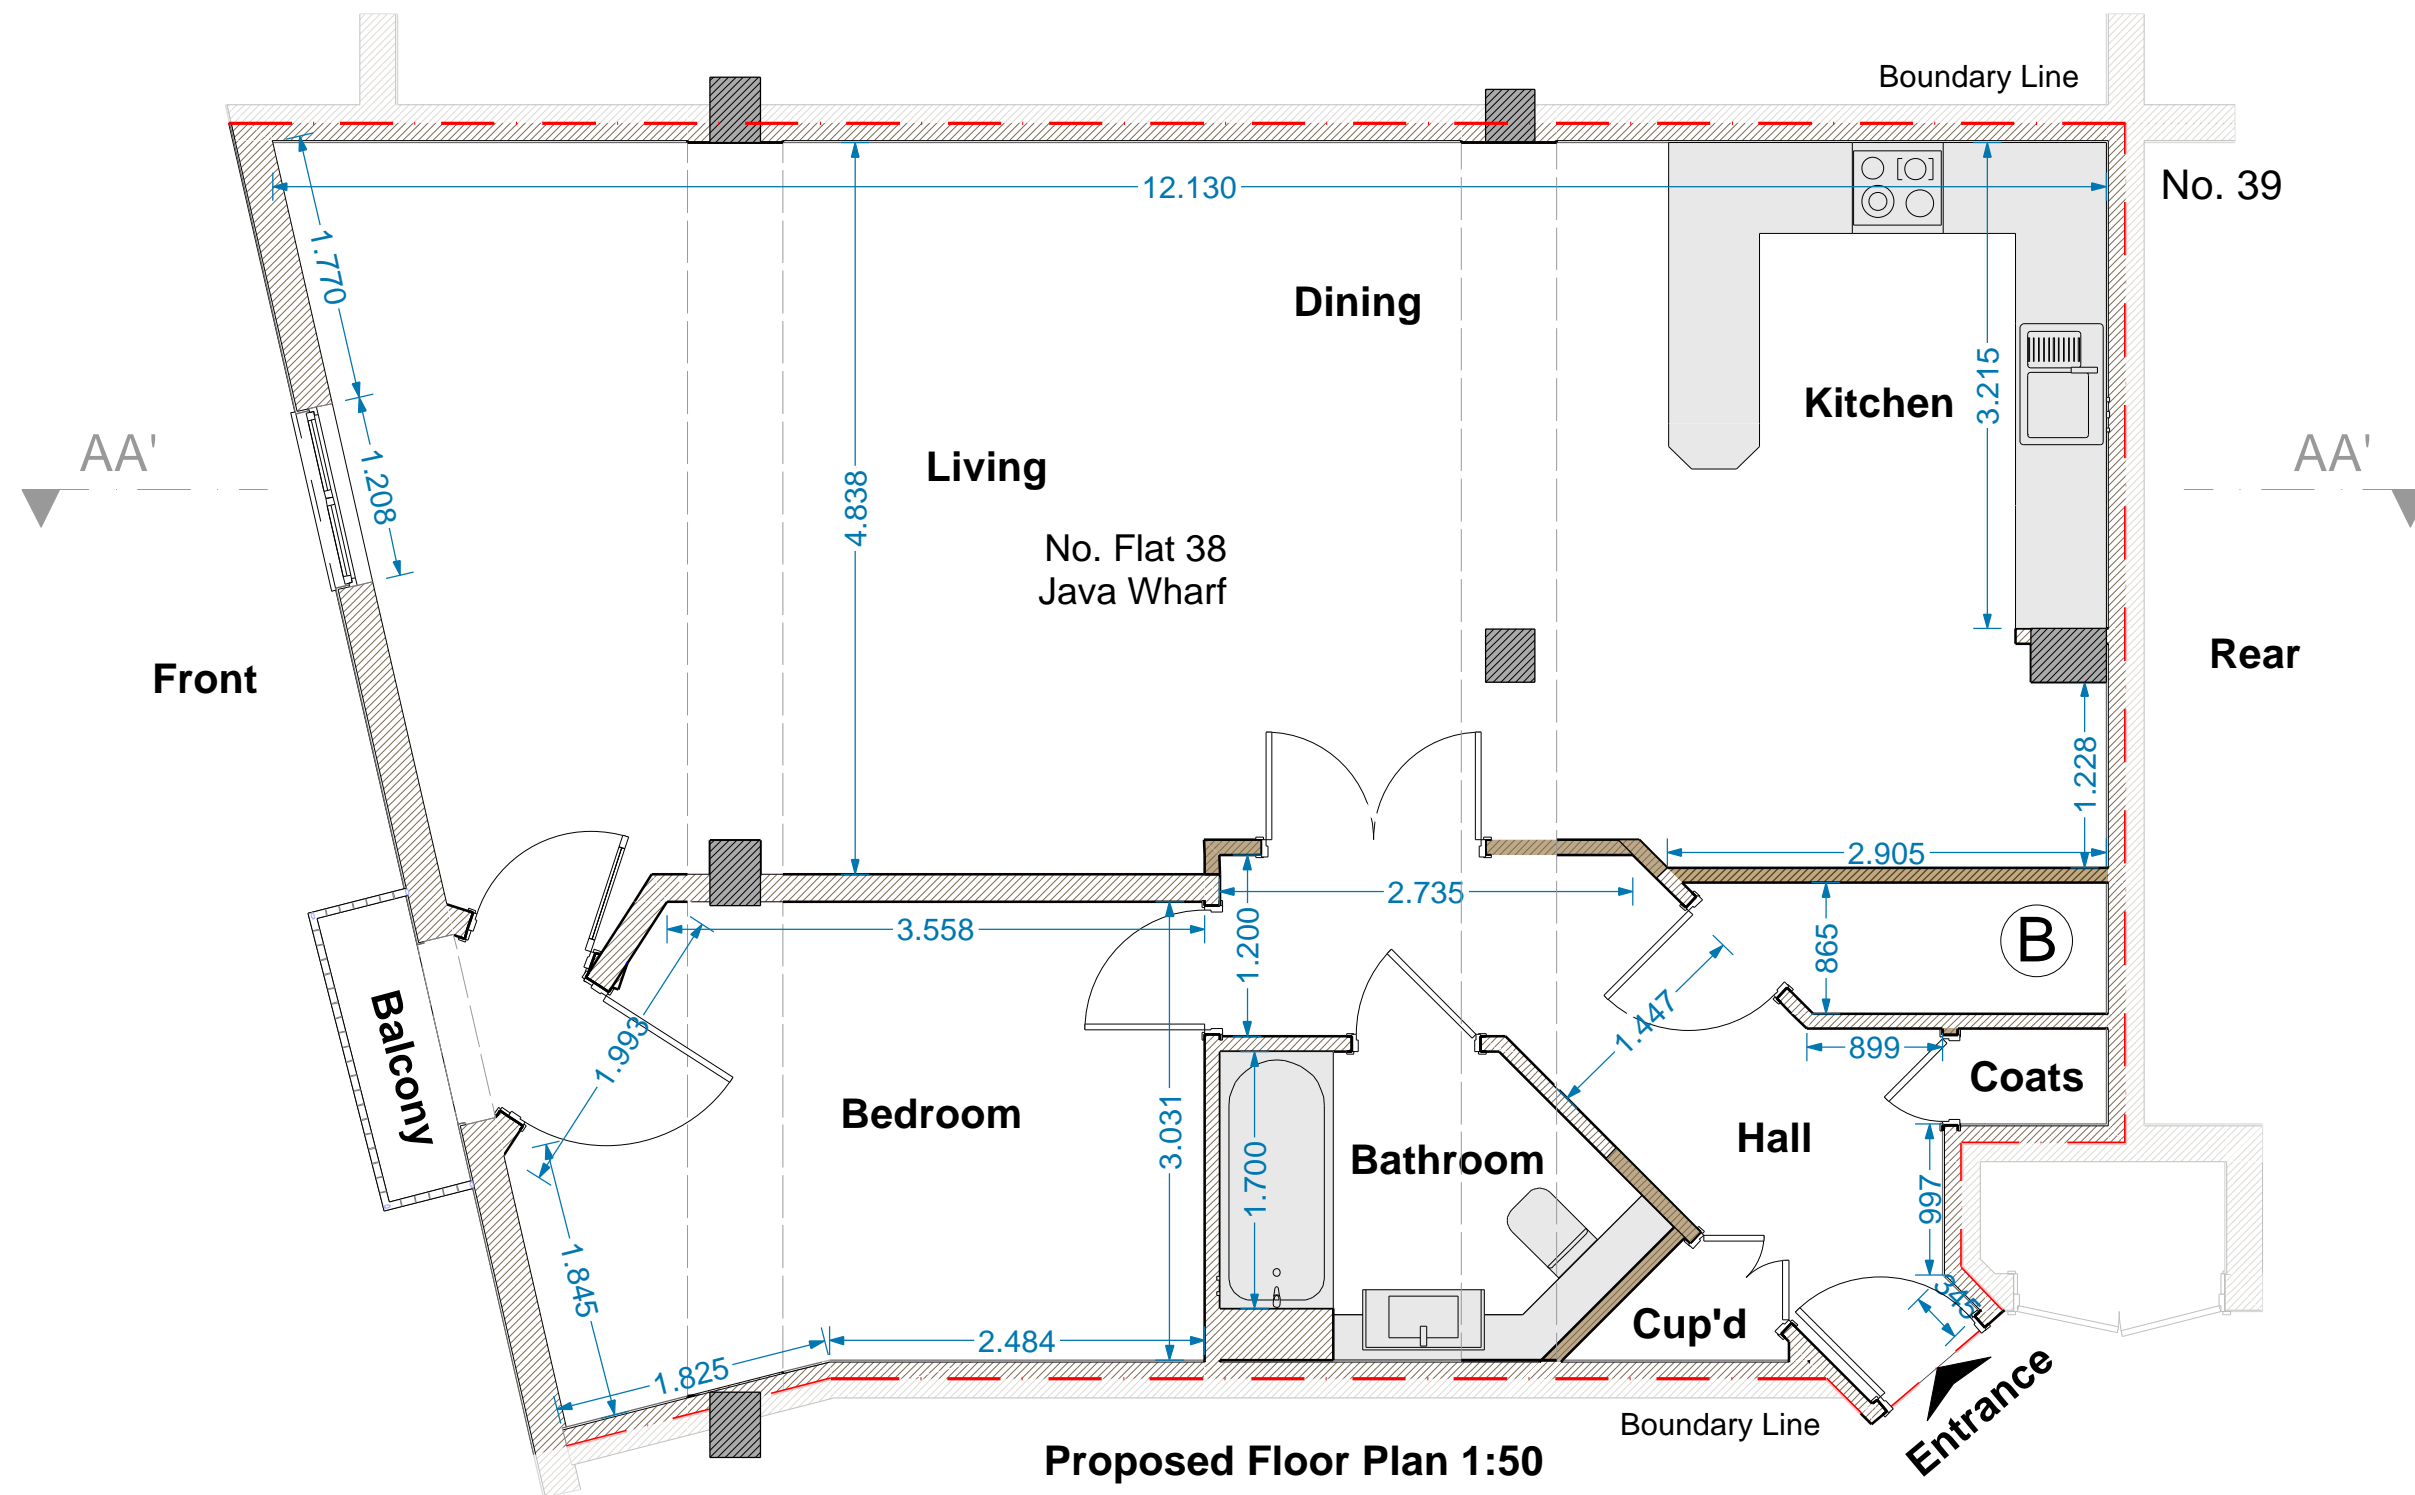 Boundary Line
12.130
No. 39
1.770
Dining
3.215
Kitchen
AA'
AA'
Living
1.208
4.838
No. Flat 38
Java Wharf
Front
Rear
1.228
2.905
2.735
3.558
1.200
865
B
Balcony
1.993
1.447
899
Coats
Bedroom
3.031
Hall
Bathroom
1.700
997
1.845
345
Cup'd
2.484
1.825
Entrance
Boundary Line
Proposed Floor Plan 1:50